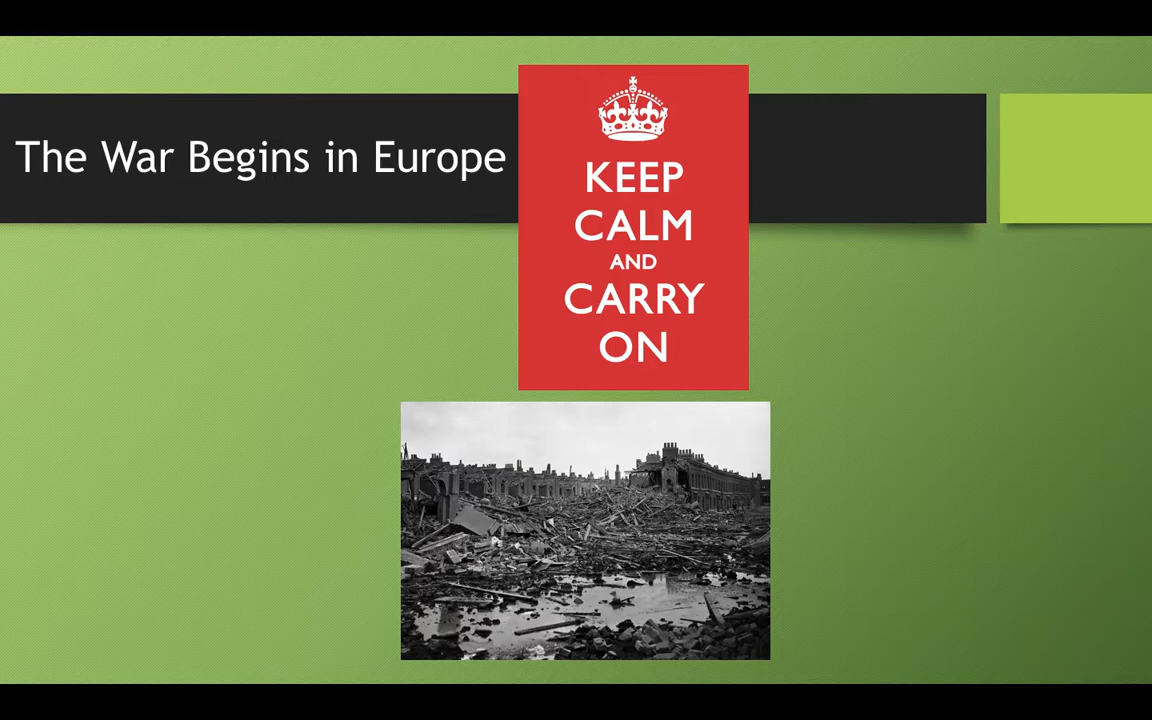 The War Begins in Europe
KEEP
CALM
AND
CARRY
ON